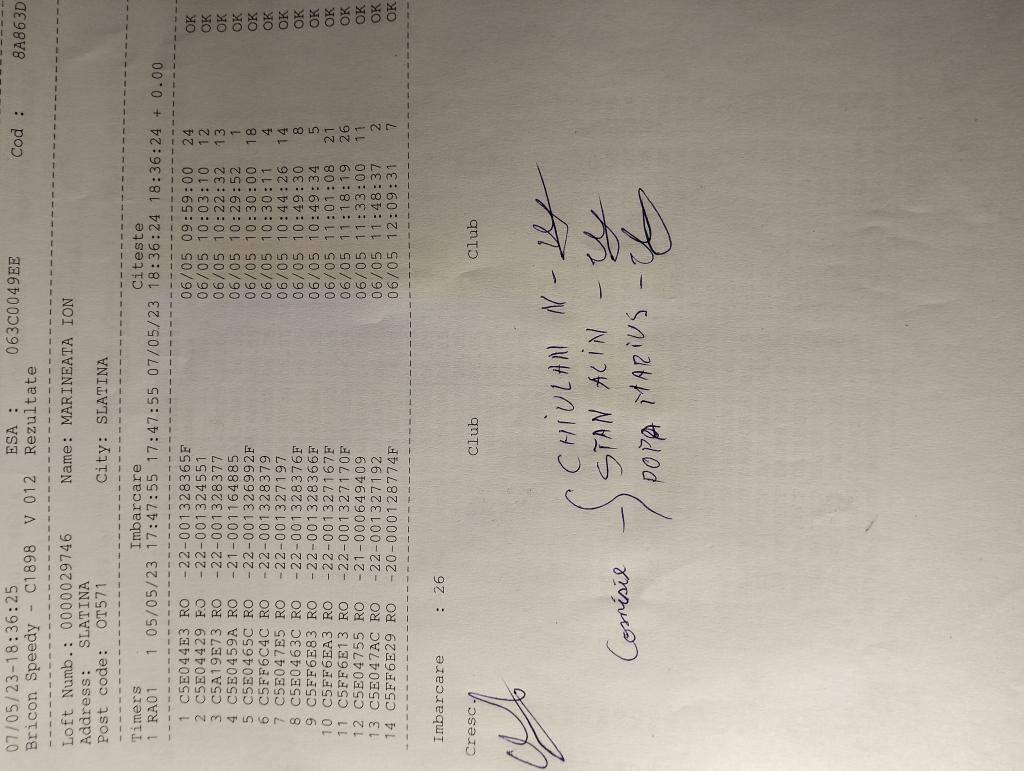 07/05/23-18:36:25 ESA : 063C0049EE Cod : 8A863D
Bricon Speedy - C1898 V 012 Rezultate
Loft Numb.: 0000029746 Name: MARINEATA ION
Address: SLATINA
Post code: OT571 City: SLATINA
Timers Imbarcare Citeste
1 RA01 1 05/05/23 17:47:55 17:47:55 07/05/23 18:36:24 18:36:24 + 0.00
1 C5E044E3 RO -22-001328365F 06/05 09:59:00 24 OK
2 C5E04429 RO -22-001324551 06/05 10:03:10 12 OK
3 C5A19E73 RO -22-001328377 06/05 10:22:32 13 OK
4 C5E0459A RO -21-001164885 06/05 10:29:52 1 OK
5 C5E0465C RO -22-001326992F 06/05 10:30:00 18 OK
6 C5FF6C4C RO -22-001328379 06/05 10:30:11 4 OK
7 C5E047E5 RO -22-001327197 06/05 10:44:26 14 OK
8 C5E0463C RO -22-001328376F 06/05 10:49:30 8 OK
9 C5FF6E83 RO -22-001328366F 06/05 10:49:34 5 OK
10 C5FF6EA3 RO -22-001327167F 06/05 11:01:08 21 OK
11 C5FF6E13 RO -22-001327170F 06/05 11:18:19 26 OK
12 C5E04755 RO -21-000649409 06/05 11:33:00 11 OK
13 C5E047AC RO -22-001327192 06/05 11:48:37 2 OK
14 C5FF6E29 RO -20-000128774F 06/05 12:09:31 7 OK
Imbarcare : 26
Cresc. Club Club
CHIULAN N -
Comisie - STAN ALIN -
POPA MARIUS -